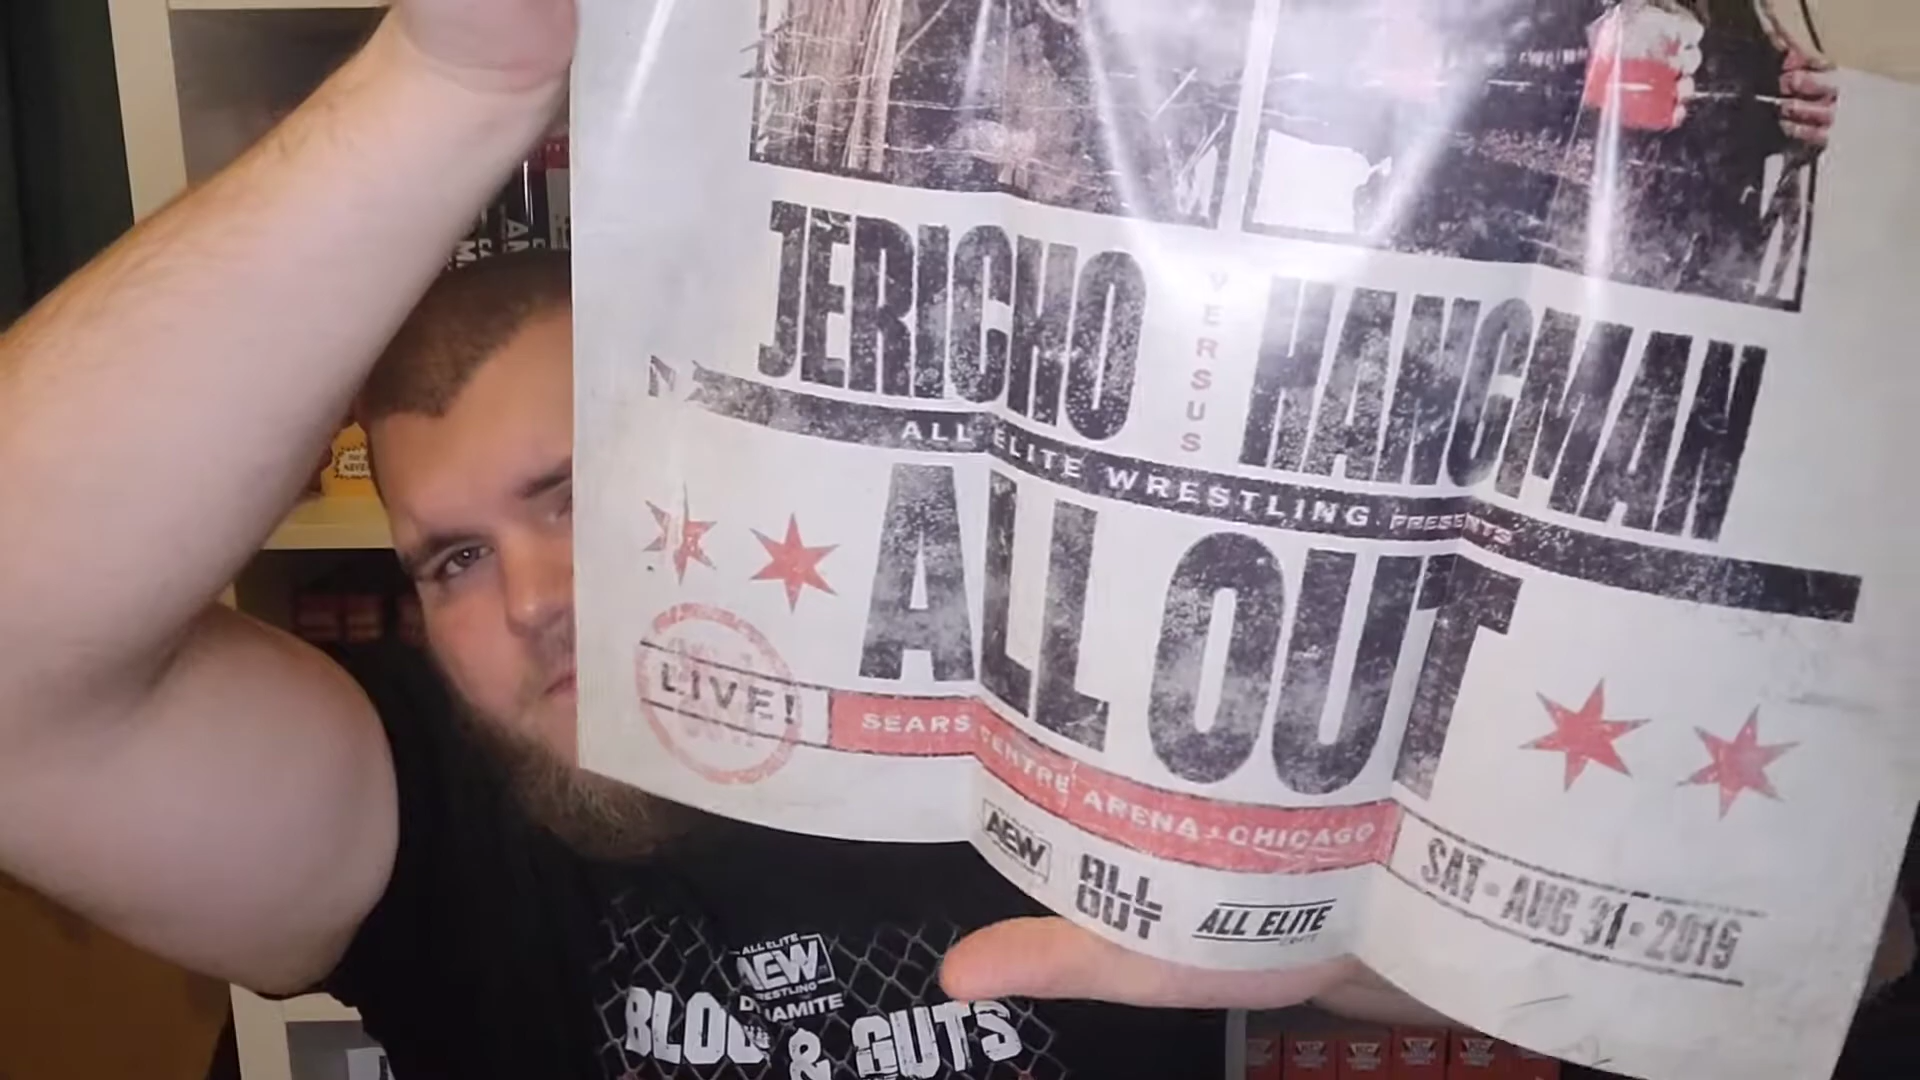 JERICHO
VERSUS
HANGMAN
ALL ELITE WRESTLING PRESENTS
ALL OUT
LIVE!
SEARS CENTRE ARENA - CHICAGO
SAT - AUG 31 - 2019
AEW
ALL OUT
ALL ELITE
ALL ELITE
AEW
WRESTLING
DYNAMITE
BLOOD & GUTS